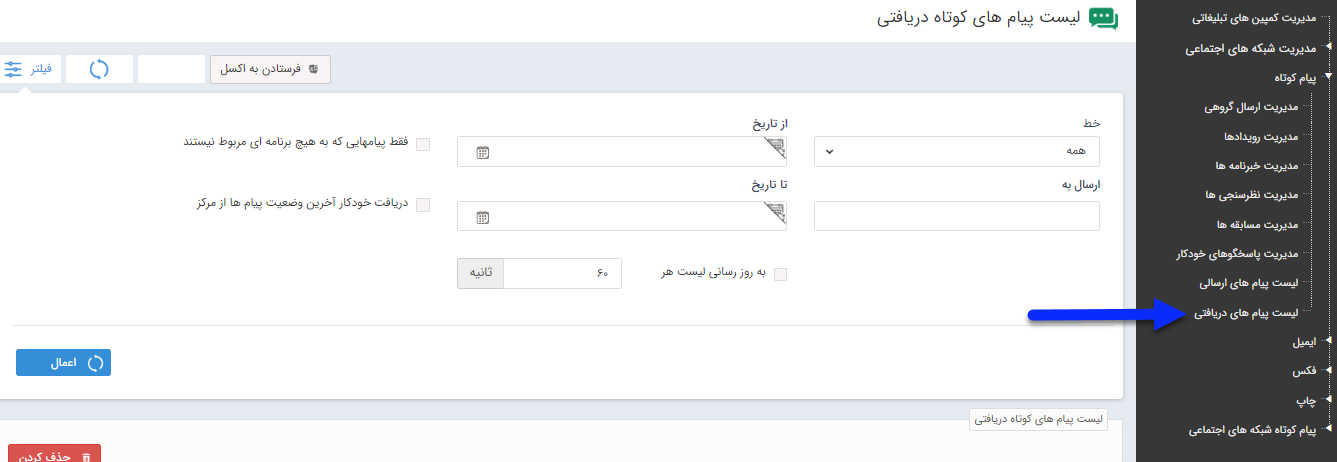 لیست پیام های کوتاه دریافتی
فرستادن به اکسل
فیلتر
خط
همه
ارسال به
از تاریخ
تا تاریخ
فقط پیامهایی که به هیچ برنامه ای مربوط نیستند
دریافت خودکار آخرین وضعیت پیام ها از مرکز
به روز رسانی لیست هر
۶۰
ثانیه
اعمال
لیست پیام های کوتاه دریافتی
حذف کردن
مدیریت کمپین های تبلیغاتی
مدیریت شبکه های اجتماعی
پیام کوتاه
مدیریت ارسال گروهی
مدیریت رویدادها
مدیریت خبرنامه ها
مدیریت نظرسنجی ها
مدیریت مسابقه ها
مدیریت پاسخگوهای خودکار
لیست پیام های ارسالی
لیست پیام های دریافتی
ایمیل
فکس
چاپ
پیام کوتاه شبکه های اجتماعی